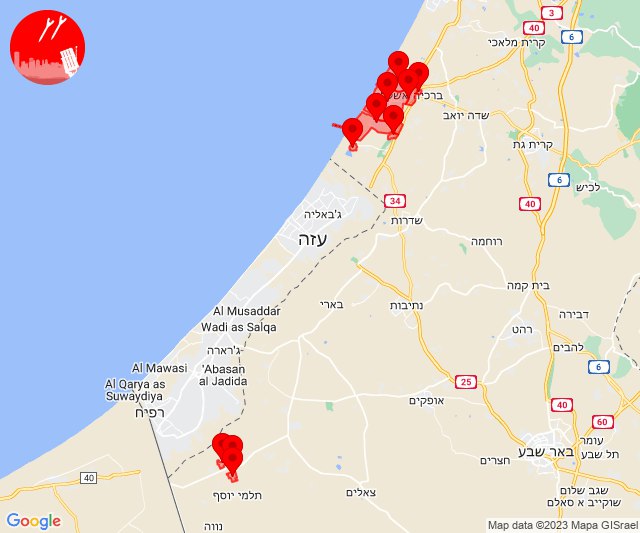 3
40
6
קרית מלאכי
ברכיה
אשק
שדה יואב
קרית גת
6
לכיש
34
40
ג'באליה
שדרות
עזה
רוחמה
בית קמה
בארי
נתיבות
דבירה
Al Musaddar
Wadi as Salqa
רהט
להבים
ג'רארה
6
Al Mawasi
'Abasan
al Jadida
25
Al Qarya as
Suwaydiya
אופקים
40
רפיח
60
עומר
באר שבע
תל שבע
חצרים
40
תלמי יוסף
צאלים
שגב שלום
שוקייב א סאלם
נווה
Google
Map data ©2023 Mapa GISrael